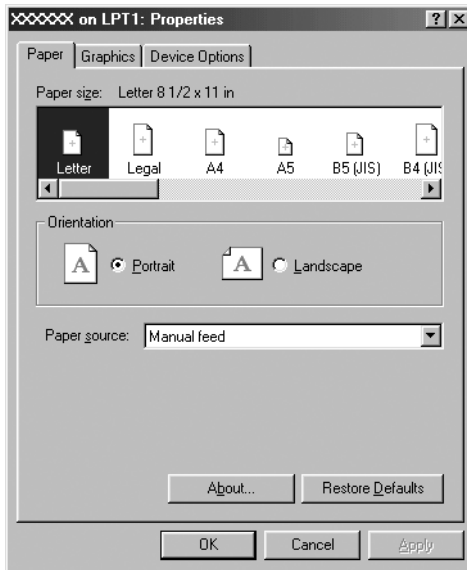 XXXXXX on LPT1: Properties
Paper Graphics Device Options
Paper size: Letter 8 1/2 x 11 in
Letter Legal A4 A5 B5 (JIS) B4 (JIS
Orientation
A Portrait A Landscape
Paper source: Manual feed
About... Restore Defaults
OK Cancel Apply